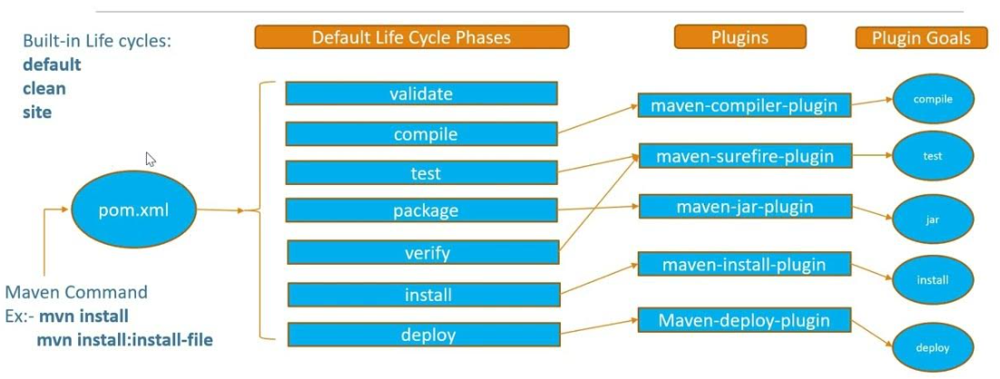 Built-in Life cycles:
default
clean
site
Default Life Cycle Phases
Plugins
Plugin Goals
validate
compile
test
package
verify
install
deploy
maven-compiler-plugin
maven-surefire-plugin
maven-jar-plugin
maven-install-plugin
Maven-deploy-plugin
compile
test
jar
install
deploy
pom.xml
Maven Command
Ex:- mvn install
mvn install:install-file